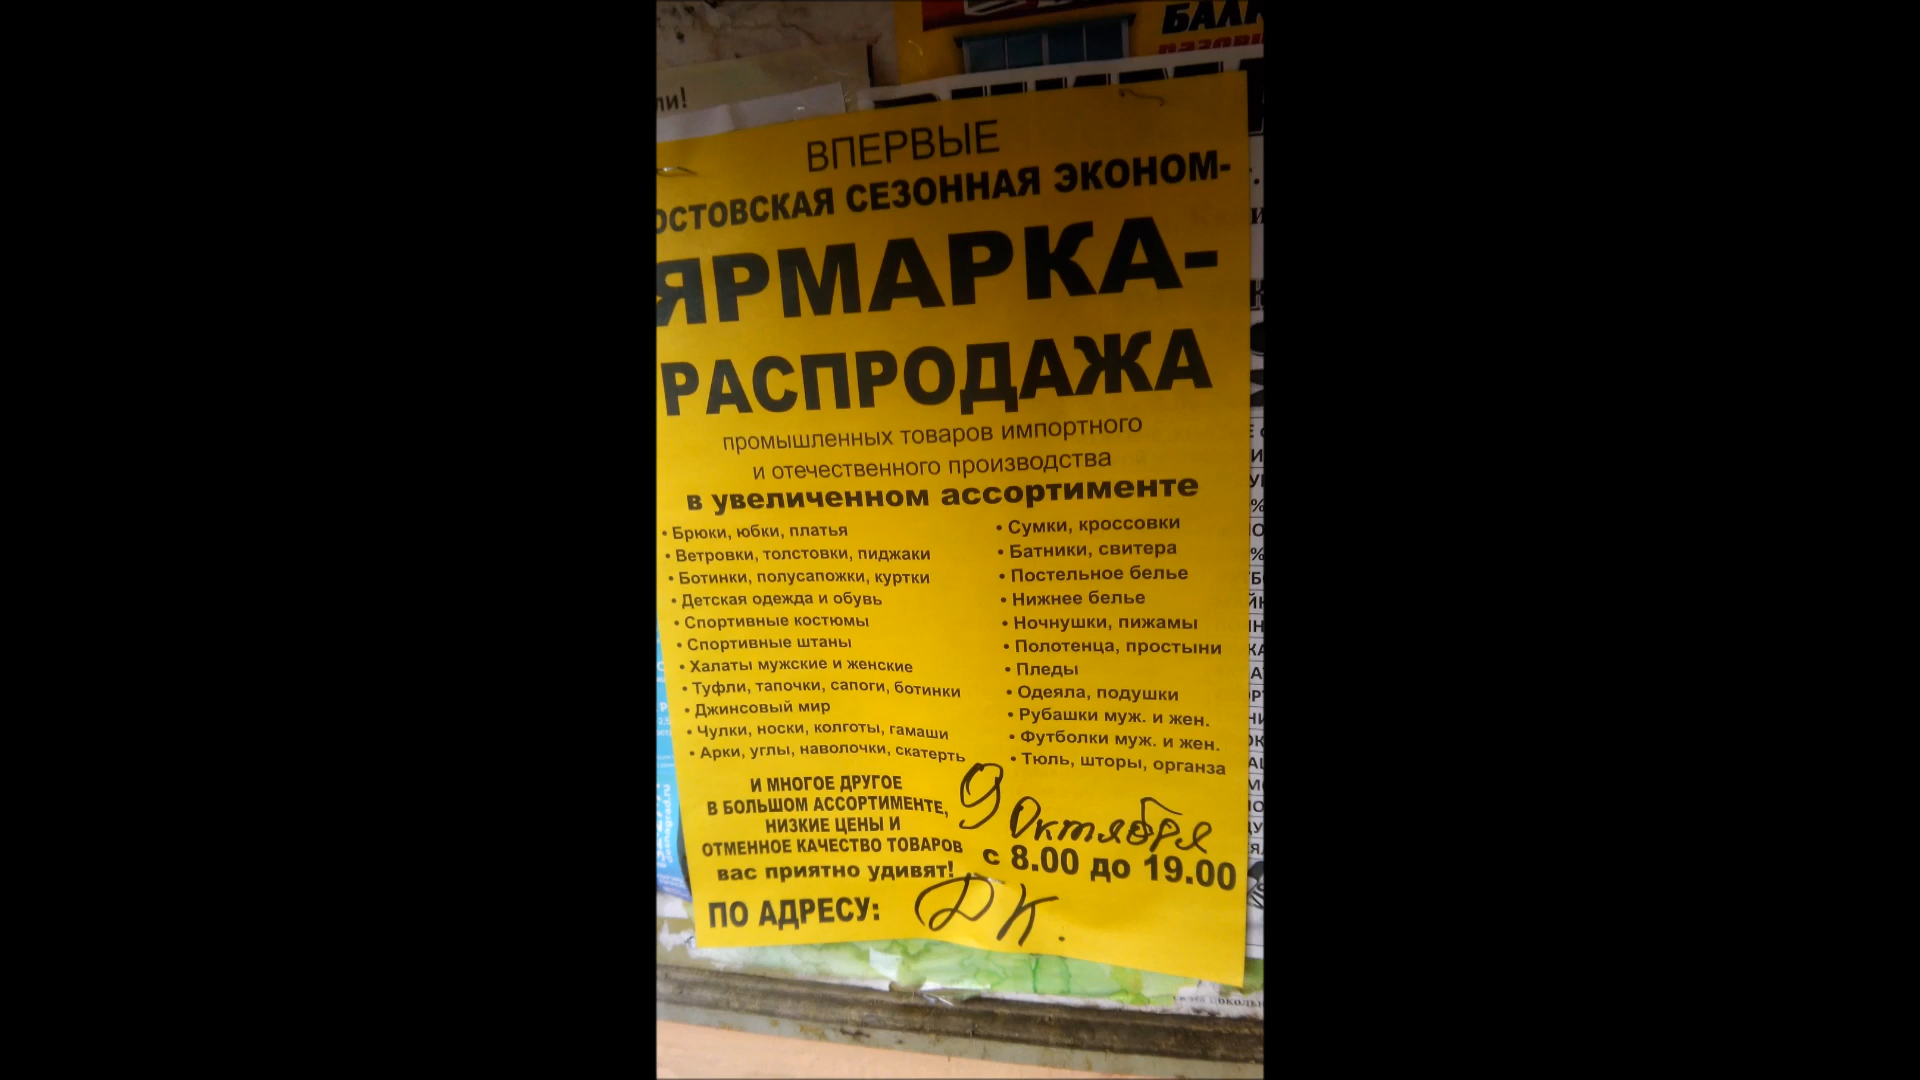 БАЛК
ли!
ВПЕРВЫЕ
ОСТОВСКАЯ СЕЗОННАЯ ЭКОНОМ-
ЯРМАРКА-
РАСПРОДАЖА
промышленных товаров импортного
и отечественного производства
в увеличенном ассортименте
• Брюки, юбки, платья
• Ветровки, толстовки, пиджаки
• Ботинки, полусапожки, куртки
• Детская одежда и обувь
• Спортивные костюмы
• Спортивные штаны
• Халаты мужские и женские
• Туфли, тапочки, сапоги, ботинки
• Джинсовый мир
• Чулки, носки, колготы, гамаши
• Арки, углы, наволочки, скатерть
• Сумки, кроссовки
• Батники, свитера
• Постельное белье
• Нижнее белье
• Ночнушки, пижамы
• Полотенца, простыни
• Пледы
• Одеяла, подушки
• Рубашки муж. и жен.
• Футболки муж. и жен.
• Тюль, шторы, органза
И МНОГОЕ ДРУГОЕ
В БОЛЬШОМ АССОРТИМЕНТЕ,
НИЗКИЕ ЦЕНЫ И
ОТМЕННОЕ КАЧЕСТВО ТОВАРОВ
вас приятно удивят!
9 Октября
с 8.00 до 19.00
ПО АДРЕСУ: ДК.